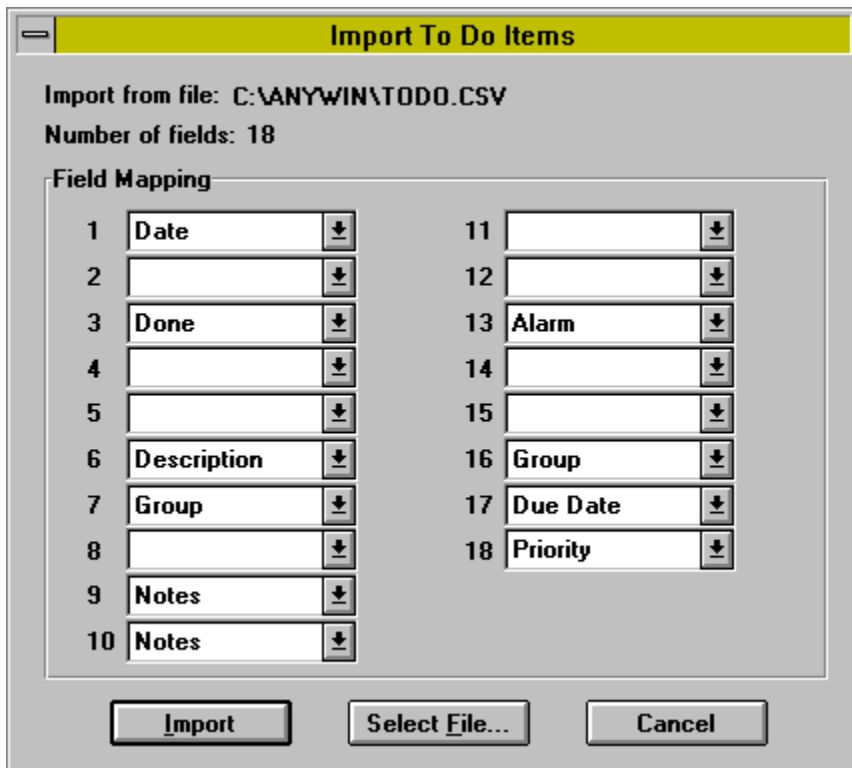 Import To Do Items
Import from file: C:\ANYWIN\TODO.CSV
Number of fields: 18
Field Mapping
1 Date
2
3 Done
4
5
6 Description
7 Group
8
9 Notes
10 Notes
11
12
13 Alarm
14
15
16 Group
17 Due Date
18 Priority
Import
Select File...
Cancel